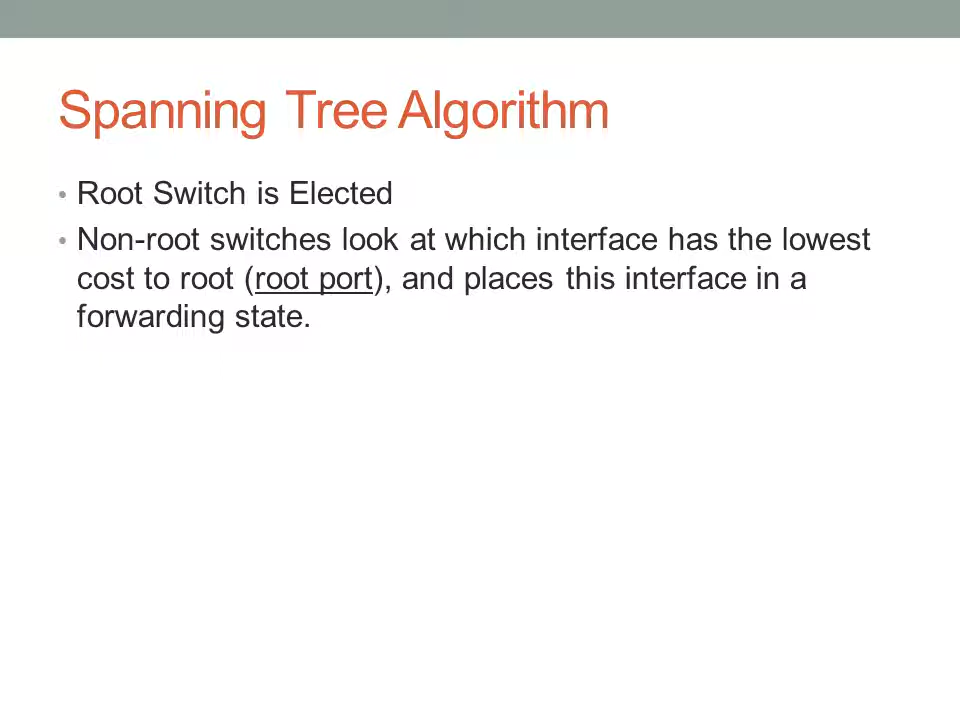 Spanning Tree Algorithm
• Root Switch is Elected
• Non-root switches look at which interface has the lowest
cost to root (root port), and places this interface in a
forwarding state.